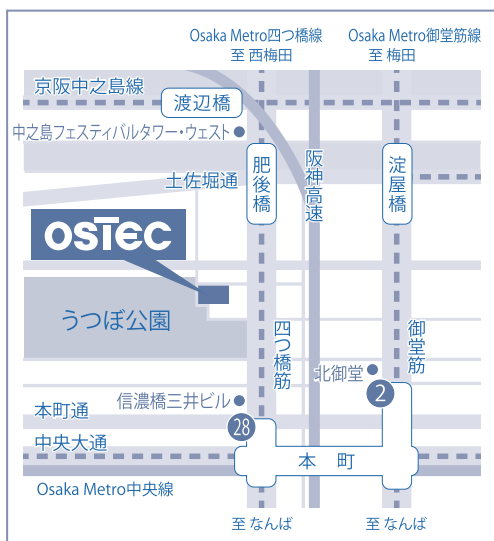 Osaka Metro四つ橋線
至 西梅田
Osaka Metro御堂筋線
至 梅田
京阪中之島線
渡辺橋
中之島フェスティバルタワー・ウェスト
肥後橋
阪神高速
淀屋橋
土佐堀通
OSTEC
うつぼ公園
四つ橋筋
御堂筋
北御堂
2
信濃橋三井ビル
28
本町通
中央大通
本 町
Osaka Metro中央線
至 なんば
至 なんば